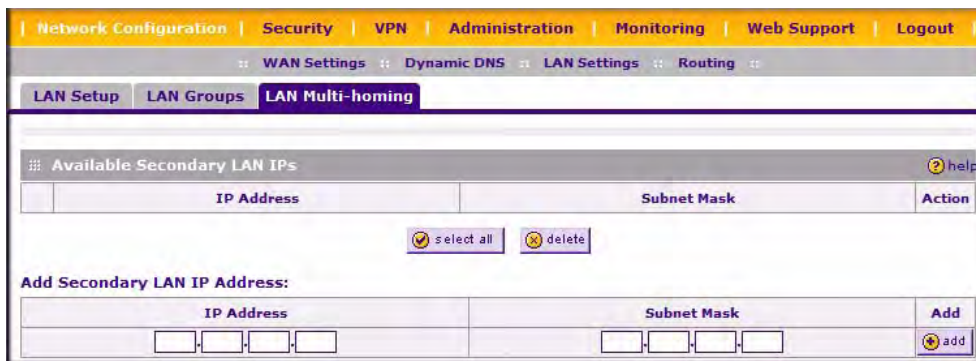 Network Configuration | Security | VPN | Administration | Monitoring | Web Support | Logout
:: WAN Settings :: Dynamic DNS :: LAN Settings :: Routing ::
LAN Setup LAN Groups LAN Multi-homing
Available Secondary LAN IPs ? help
IP Address Subnet Mask Action
select all delete
Add Secondary LAN IP Address:
IP Address Subnet Mask Add
. . . . . . add